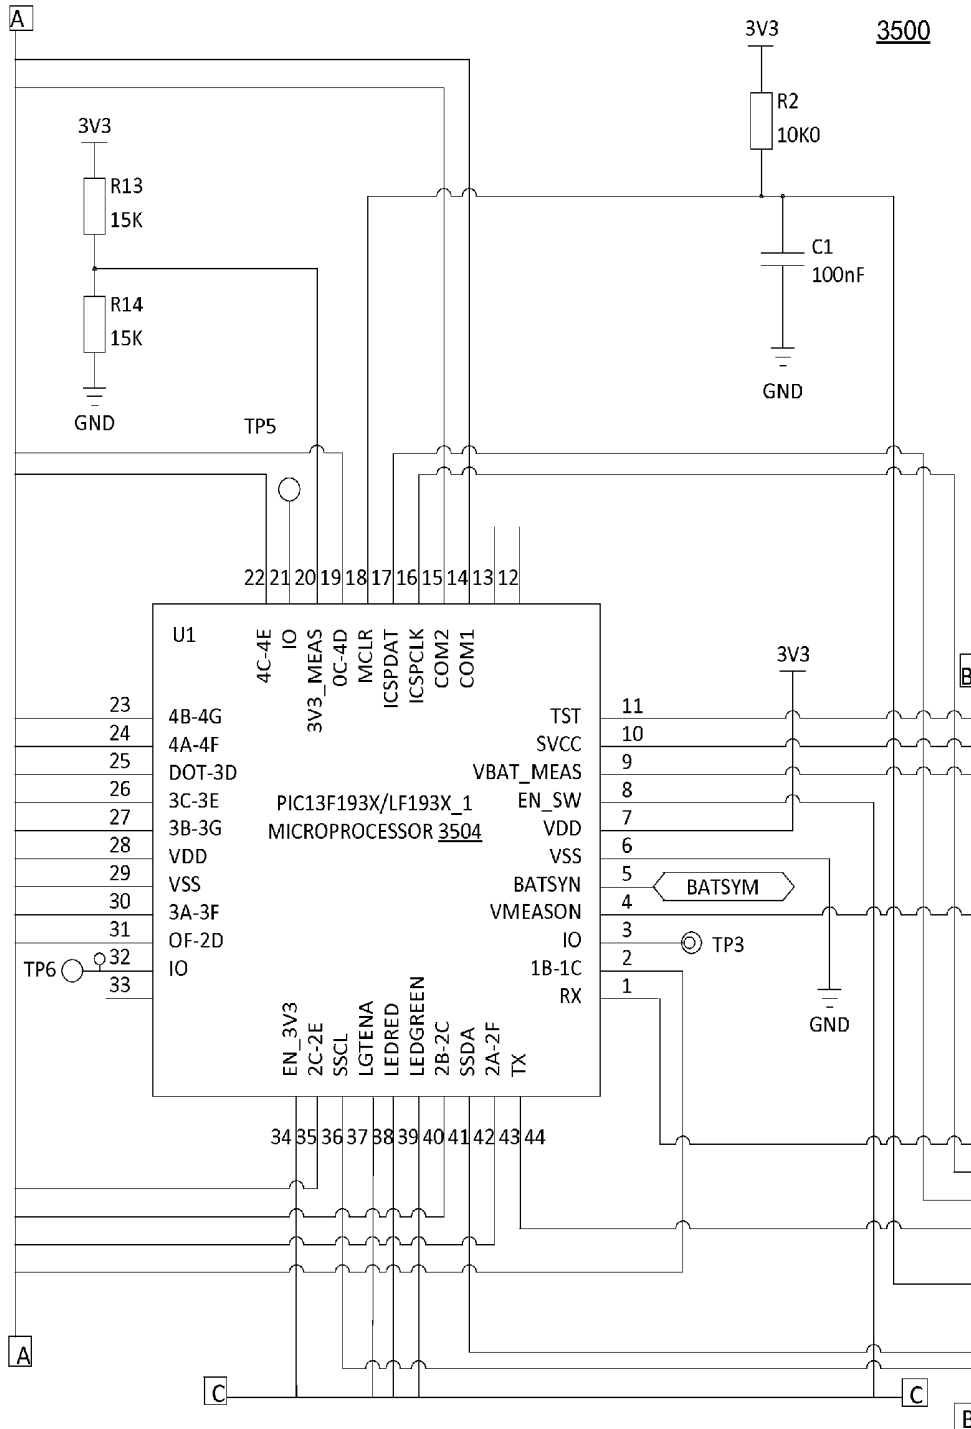 A
3V3
3500
R2
10K0
3V3
R13
15K
C1
100nF
R14
15K
GND
GND
TP5
22 21 20 19 18 17 16 15 14 13 12
U1
4C-4E
IO
3V3_MEAS
0C-4D
MCLR
ICSPDAT
ICSPCLK
COM2
COM1
3V3
B
23 4B-4G
24 4A-4F
25 DOT-3D
26 3C-3E
27 3B-3G
28 VDD
29 VSS
30 3A-3F
31 OF-2D
TP6 32 IO
33
PIC13F193X/LF193X_1
MICROPROCESSOR 3504
TST 11
SVCC 10
VBAT_MEAS 9
EN_SW 8
VDD 7
VSS 6
BATSYN 5 BATSYM
VMEASON 4
IO 3 TP3
1B-1C 2
RX 1
GND
EN_3V3
2C-2E
SSCL
LGTENA
LEDRED
LEDGREEN
2B-2C
SSDA
2A-2F
TX
34 35 36 37 38 39 40 41 42 43 44
A
C
C
B